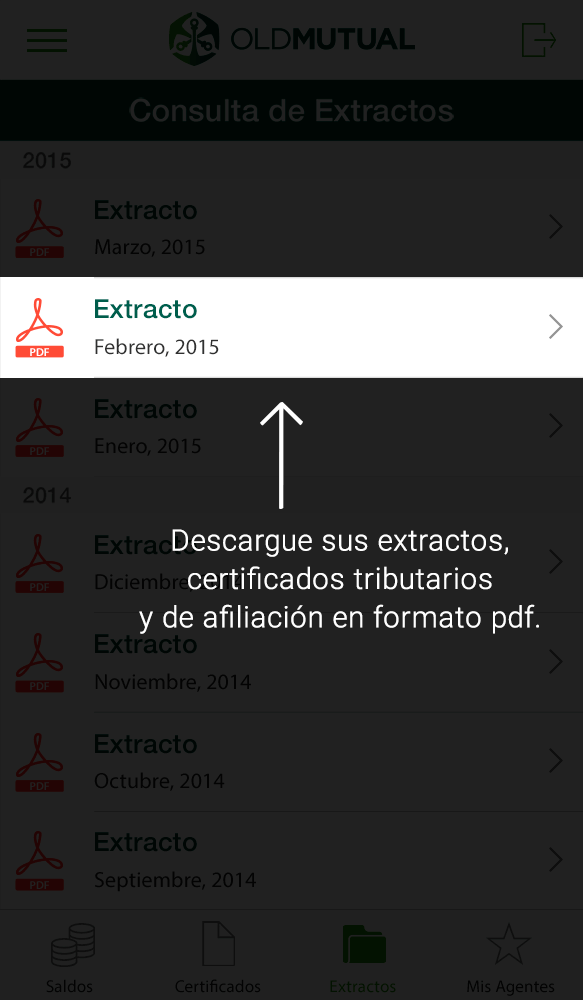 OLDMUTUAL
Consulta de Extractos
2015
Extracto
PDF
Marzo, 2015
Extracto
PDF
Febrero, 2015
Extracto
PDF
Enero, 2015
2014
Descargue sus extractos,
certificados tributarios
y de afiliación en formato pdf.
Extracto
PDF
Diciembre, 2014
Extracto
PDF
Noviembre, 2014
Extracto
PDF
Octubre, 2014
Extracto
PDF
Septiembre, 2014
Saldos
Certificados
Extractos
Mis Agentes